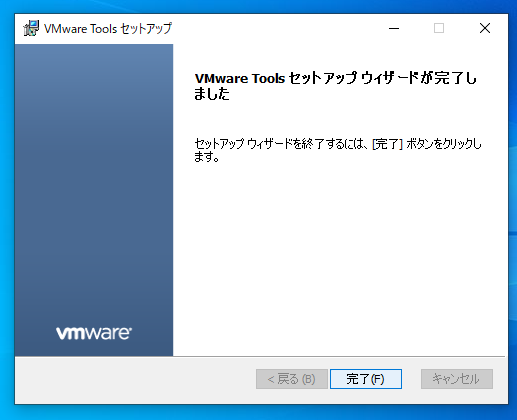 VMware Tools セットアップ
VMware Tools セットアップ ウィザードが完了し
ました
セットアップ ウィザードを終了するには、[完了] ボタンをクリックし
ます。
vmware®
< 戻る (B)
完了(F)
キャンセル